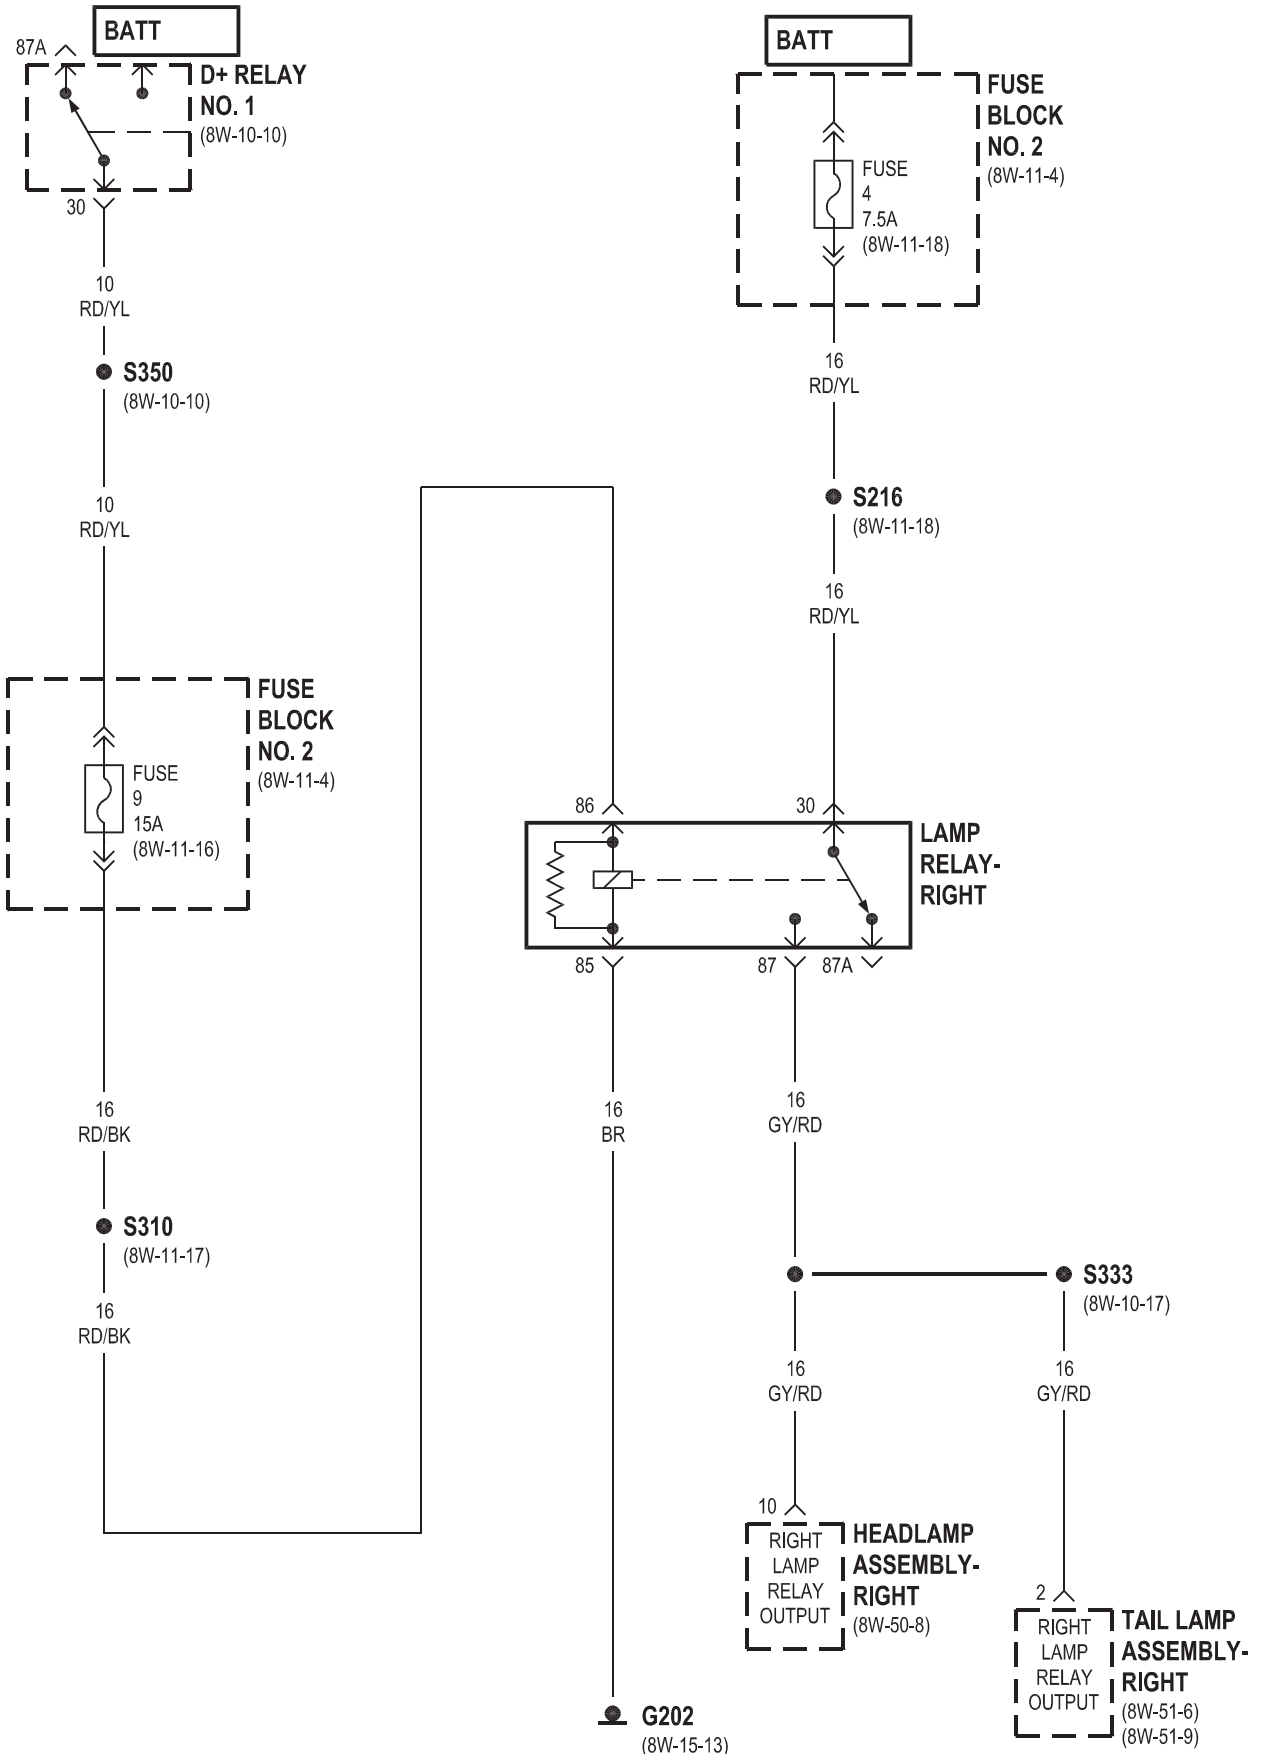 BATT
87A
D+ RELAY
NO. 1
(8W-10-10)
30
10
RD/YL
S350
(8W-10-10)
10
RD/YL
FUSE
BLOCK
NO. 2
(8W-11-4)
FUSE
9
15A
(8W-11-16)
16
RD/BK
S310
(8W-11-17)
16
RD/BK
BATT
FUSE
BLOCK
NO. 2
(8W-11-4)
FUSE
4
7.5A
(8W-11-18)
16
RD/YL
S216
(8W-11-18)
16
RD/YL
86
30
LAMP
RELAY-
RIGHT
85
87
87A
16
BR
16
GY/RD
S333
(8W-10-17)
16
GY/RD
16
GY/RD
10
RIGHT
LAMP
RELAY
OUTPUT
HEADLAMP
ASSEMBLY-
RIGHT
(8W-50-8)
2
RIGHT
LAMP
RELAY
OUTPUT
TAIL LAMP
ASSEMBLY-
RIGHT
(8W-51-6)
(8W-51-9)
G202
(8W-15-13)